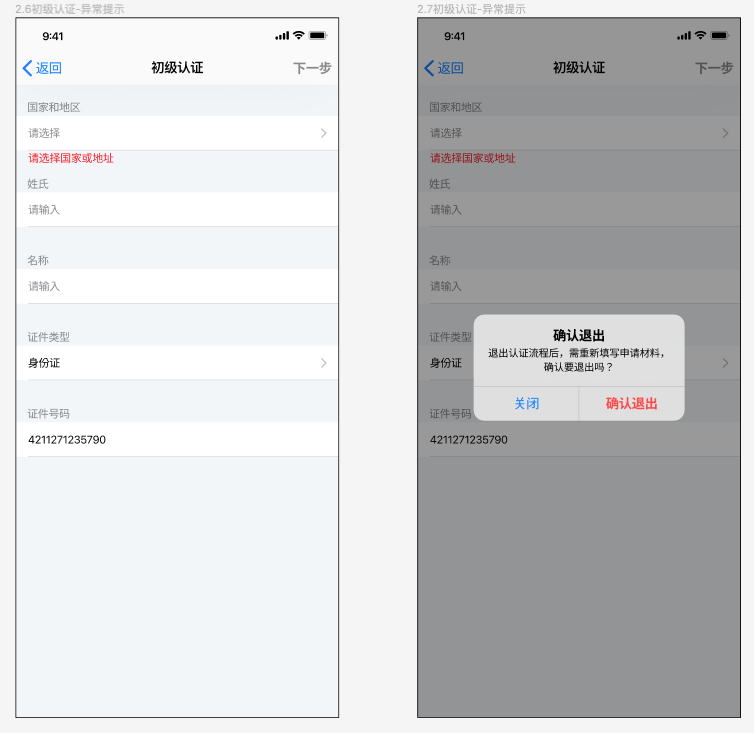 2.6初级认证-异常提示
9:41
返回
初级认证
下一步
国家和地区
请选择
请选择国家或地址
姓氏
请输入
名称
请输入
证件类型
身份证
证件号码
4211271235790
2.7初级认证-异常提示
9:41
返回
初级认证
下一步
国家和地区
请选择
请选择国家或地址
姓氏
请输入
名称
请输入
证件类型
身份证
确认退出
退出认证流程后，需重新填写申请材料，
确认要退出吗？
关闭
确认退出
证件号码
4211271235790